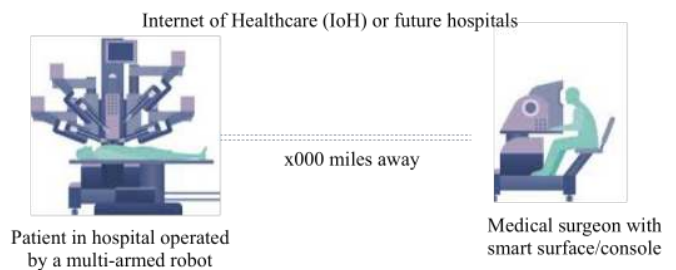 Internet of Healthcare (IoH) or future hospitals
x000 miles away
Patient in hospital operated
by a multi-armed robot
Medical surgeon with
smart surface/console